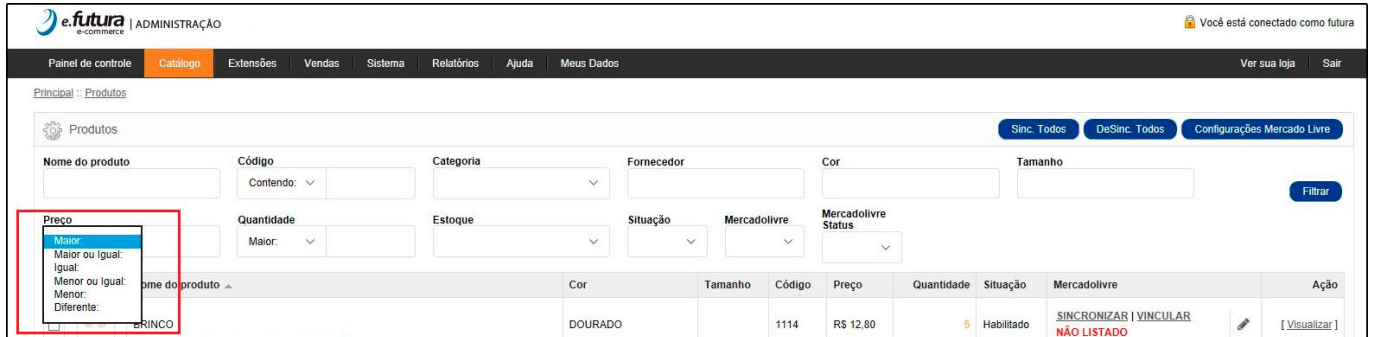 e.futura e-commerce | ADMINISTRAÇÃO
Você está conectado como futura
Painel de controle Catálogo Extensões Vendas Sistema Relatórios Ajuda Meus Dados Ver sua loja Sair
Principal :: Produtos
Produtos Sinc. Todos DeSinc. Todos Configurações Mercado Livre
Nome do produto Código Categoria Fornecedor Cor Tamanho
Contendo:
Filtrar
Preço Quantidade Estoque Situação Mercadolivre Mercadolivre Status
Maior:
Maior:
Maior ou Igual:
Igual:
Menor ou Igual:
Menor:
Diferente:
ome do produto Cor Tamanho Código Preço Quantidade Situação Mercadolivre Ação
BRINCO DOURADO 1114 R$ 12,80 5 Habilitado SINCRONIZAR | VINCULAR [ Visualizar ]
NÃO LISTADO